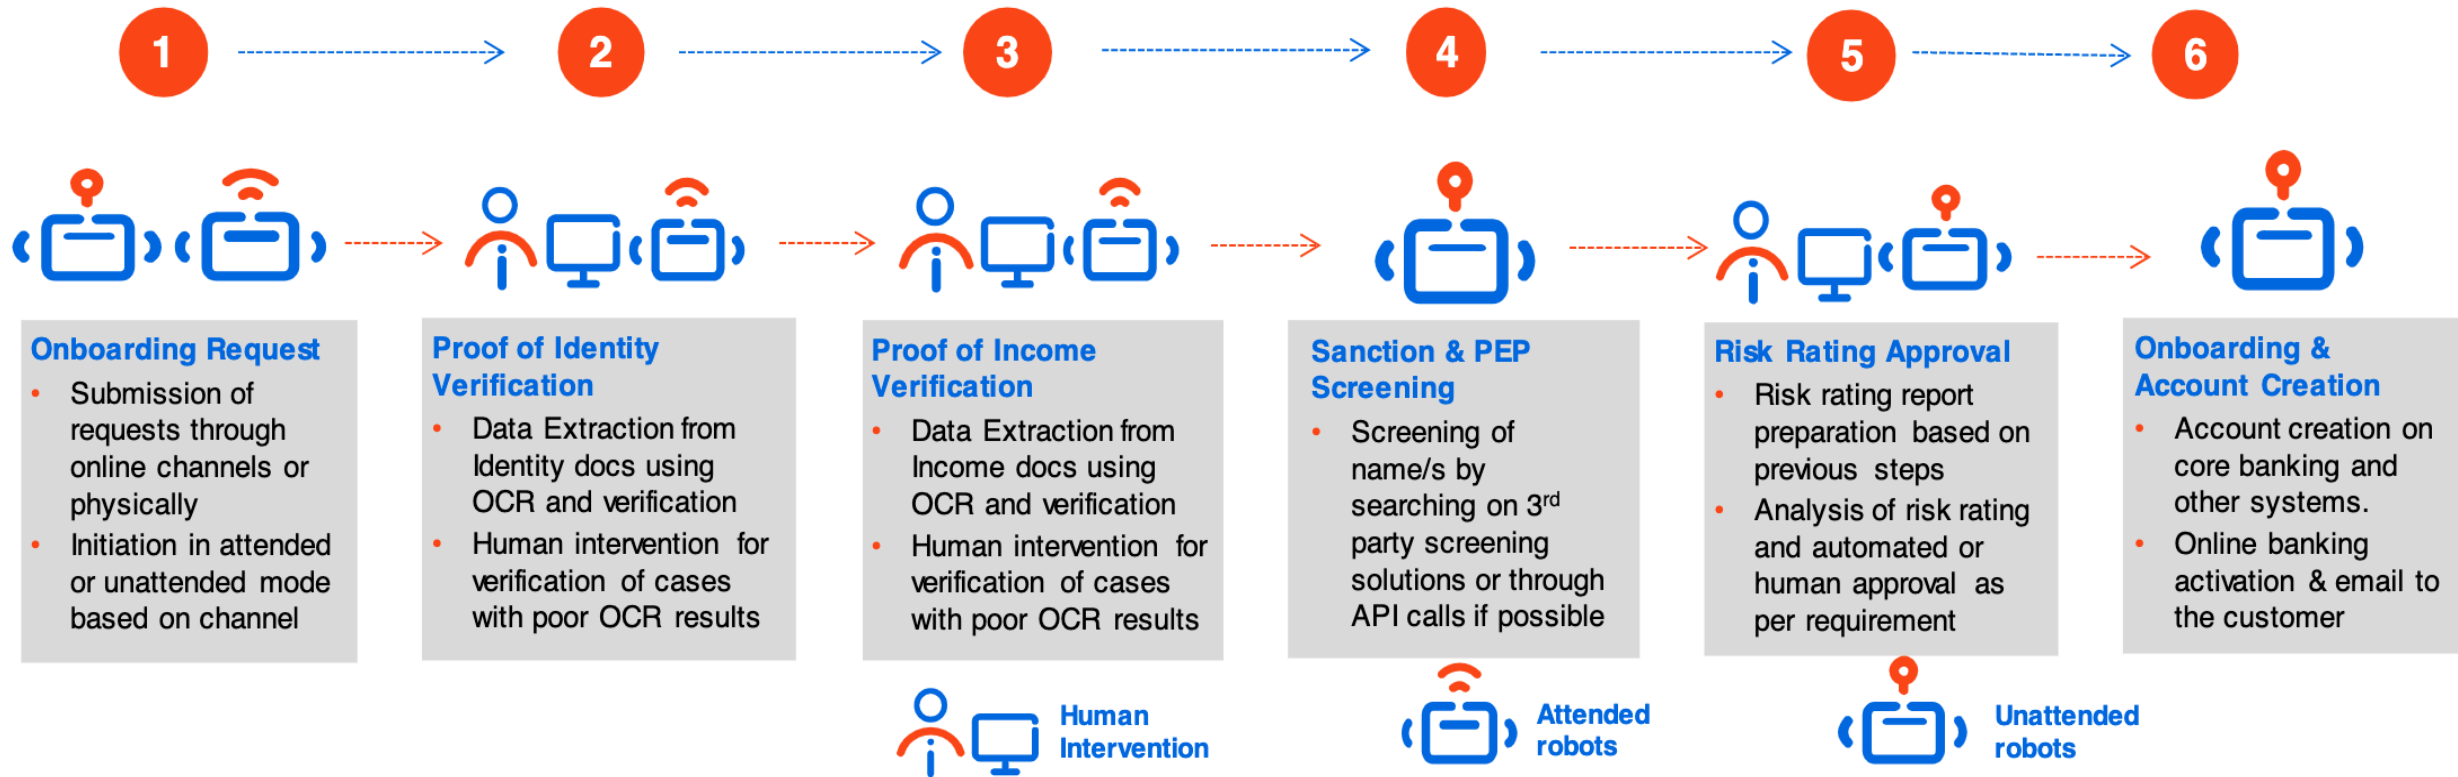 1
2
3
4
5
6
Onboarding Request
• Submission of
requests through
online channels or
physically
• Initiation in attended
or unattended mode
based on channel
Proof of Identity
Verification
• Data Extraction from
Identity docs using
OCR and verification
• Human intervention for
verification of cases
with poor OCR results
Proof of Income
Verification
• Data Extraction from
Income docs using
OCR and verification
• Human intervention for
verification of cases
with poor OCR results
Sanction & PEP
Screening
• Screening of
name/s by
searching on 3rd
party screening
solutions or through
API calls if possible
Risk Rating Approval
• Risk rating report
preparation based on
previous steps
• Analysis of risk rating
and automated or
human approval as
per requirement
Onboarding &
Account Creation
• Account creation on
core banking and
other systems.
• Online banking
activation & email to
the customer
Human
Intervention
Attended
robots
Unattended
robots